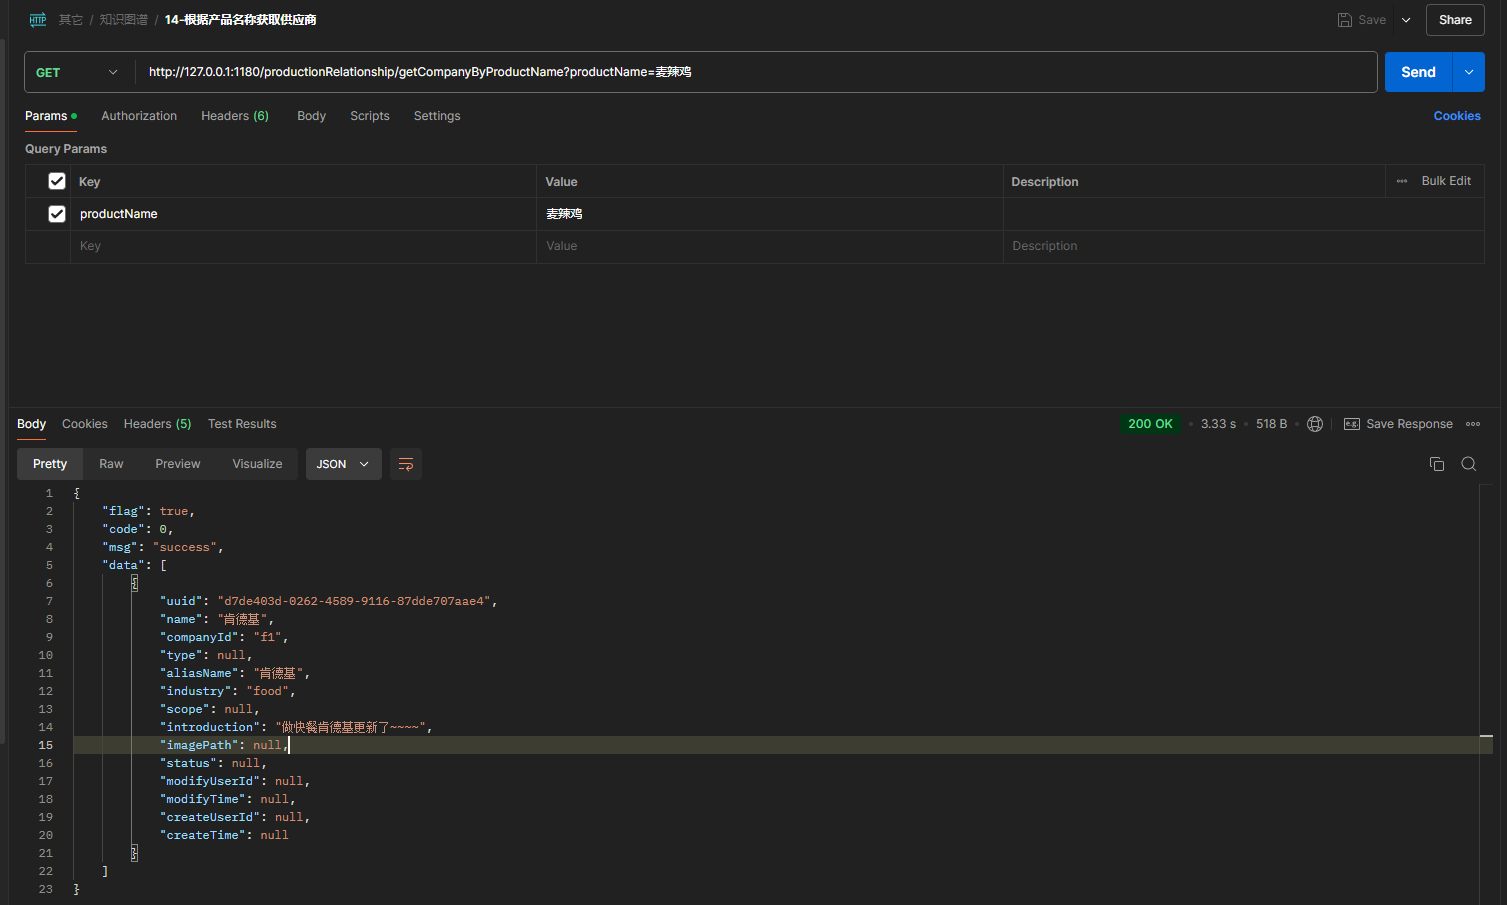 其它 / 知识图谱 / 14-根据产品名称获取供应商
Save
Share
GET
http://127.0.0.1:1180/productionRelationship/getCompanyByProductName?productName=麦辣鸡
Send
Params
Authorization
Headers (6)
Body
Scripts
Settings
Cookies
Query Params
Key Value Description Bulk Edit
productName 麦辣鸡
Key Value Description
Body
Cookies
Headers (5)
Test Results
200 OK
3.33 s
518 B
Save Response
Pretty
Raw
Preview
Visualize
JSON
1 {
2 "flag": true,
3 "code": 0,
4 "msg": "success",
5 "data": [
6 {
7 "uuid": "d7de403d-0262-4589-9116-87dde707aae4",
8 "name": "肯德基",
9 "companyId": "f1",
10 "type": null,
11 "aliasName": "肯德基",
12 "industry": "food",
13 "scope": null,
14 "introduction": "做快餐肯德基更新了~~~~",
15 "imagePath": null,
16 "status": null,
17 "modifyUserId": null,
18 "modifyTime": null,
19 "createUserId": null,
20 "createTime": null
21 }
22 ]
23 }